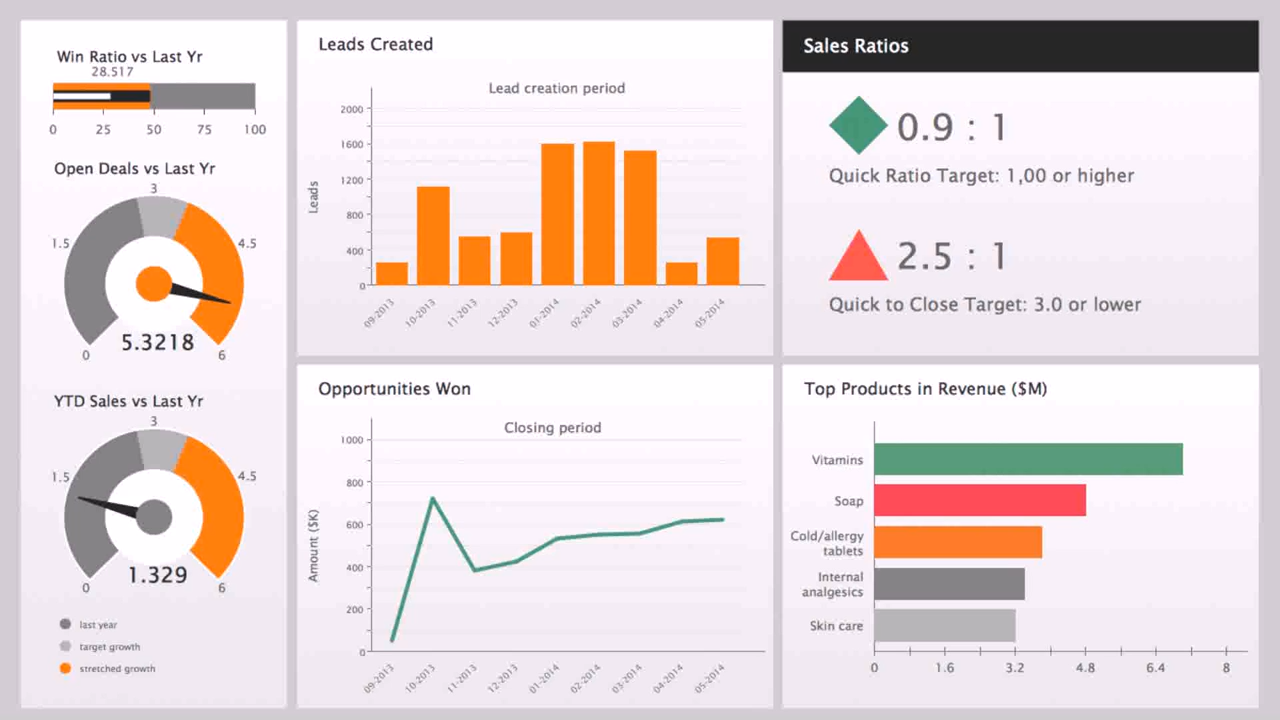 Win Ratio vs Last Yr
28.517
0 25 50 75 100
Open Deals vs Last Yr
3
1.5 4.5
5.3218
0 6
YTD Sales vs Last Yr
3
1.5 4.5
1.329
0 6
last year
target growth
stretched growth
Leads Created
Lead creation period
2000
1600
1200
800
400
0
Leads
09-2013 10-2013 11-2013 12-2013 01-2014 02-2014 03-2014 04-2014 05-2014
Opportunities Won
Closing period
1000
800
600
400
200
0
Amount ($K)
09-2013 10-2013 11-2013 12-2013 01-2014 02-2014 03-2014 04-2014 05-2014
Sales Ratios
0.9 : 1
Quick Ratio Target: 1,00 or higher
2.5 : 1
Quick to Close Target: 3.0 or lower
Top Products in Revenue ($M)
Vitamins
Soap
Cold/allergy
tablets
Internal
analgesics
Skin care
0 1.6 3.2 4.8 6.4 8